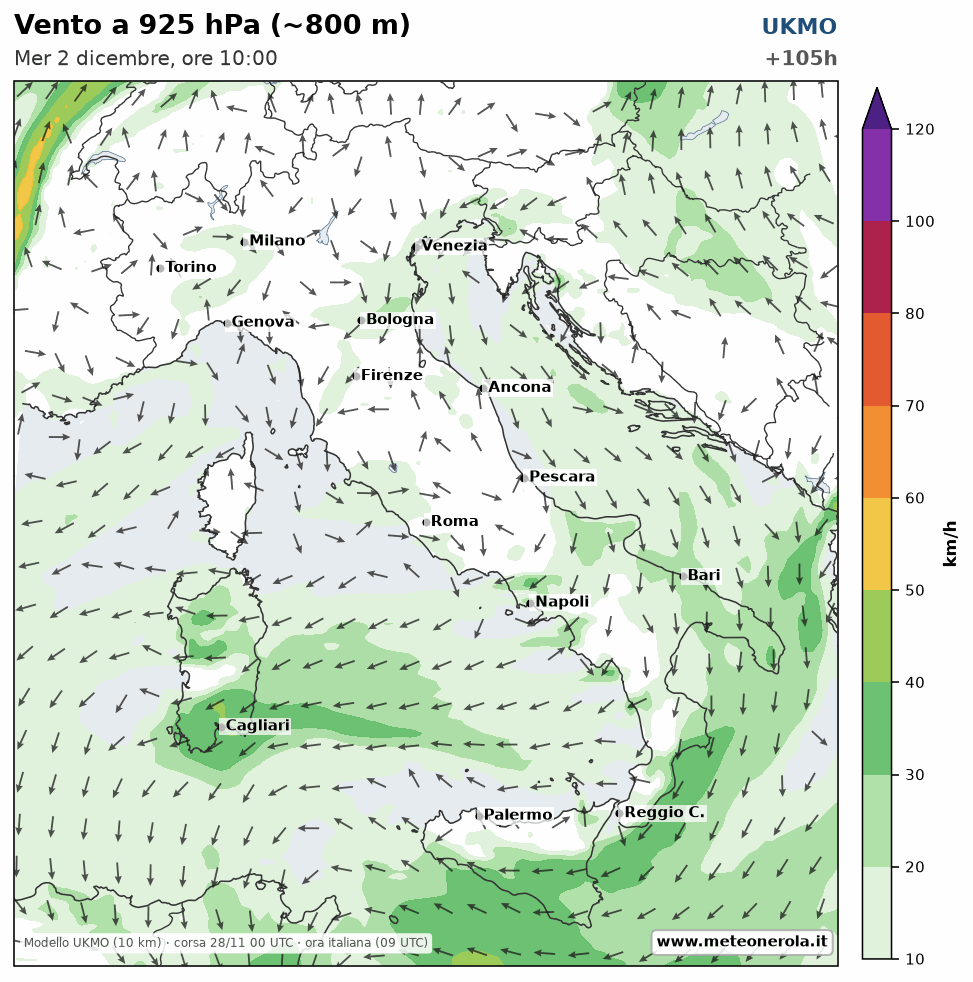 Vento a 925 hPa (~800 m)
UKMO
Mer 2 dicembre, ore 10:00
+105h
Milano
Venezia
Torino
Genova
Bologna
Firenze
Ancona
Pescara
Roma
Bari
Napoli
Cagliari
Palermo
Reggio C.
120
100
80
70
60
50
40
30
20
10
km/h
Modello UKMO (10 km) · corsa 28/11 00 UTC · ora italiana (09 UTC)
www.meteonerola.it